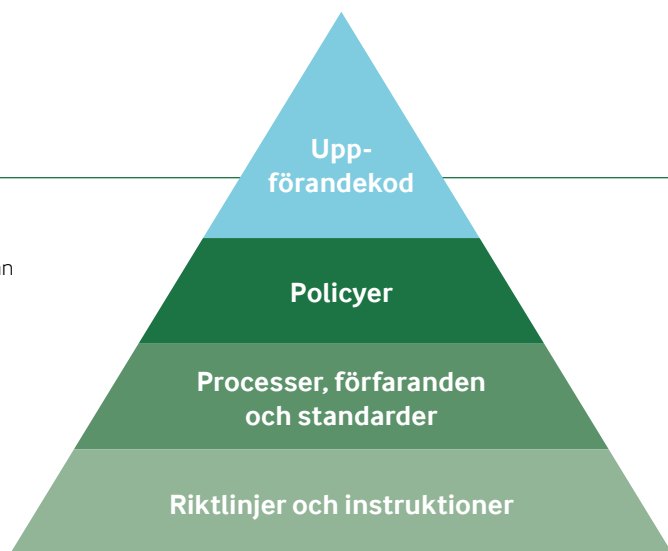 Upp-
förandekod
Policyer
Processer, förfaranden
och standarder
Riktlinjer och instruktioner